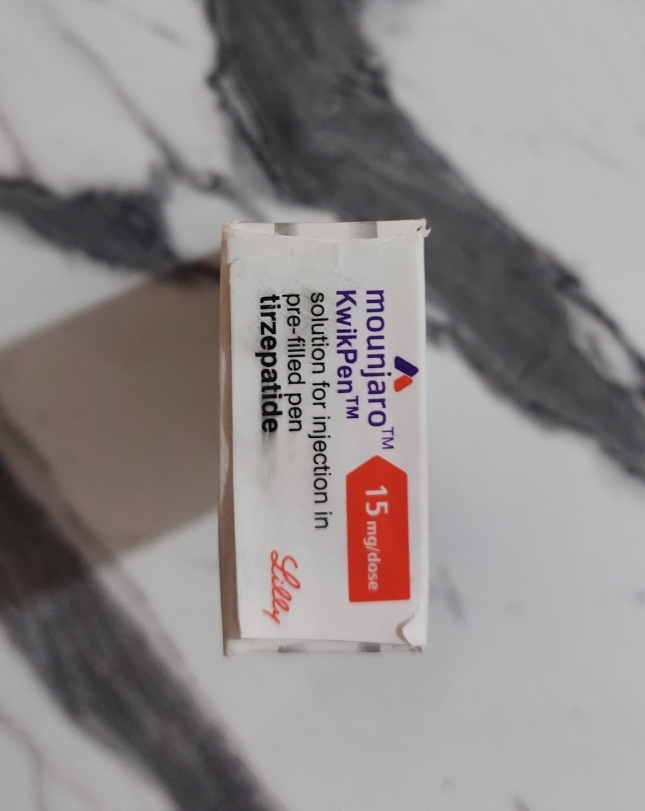 mounjaro™
KwikPen™
solution for injection in
pre-filled pen
tirzepatide
15 mg/dose
Lilly